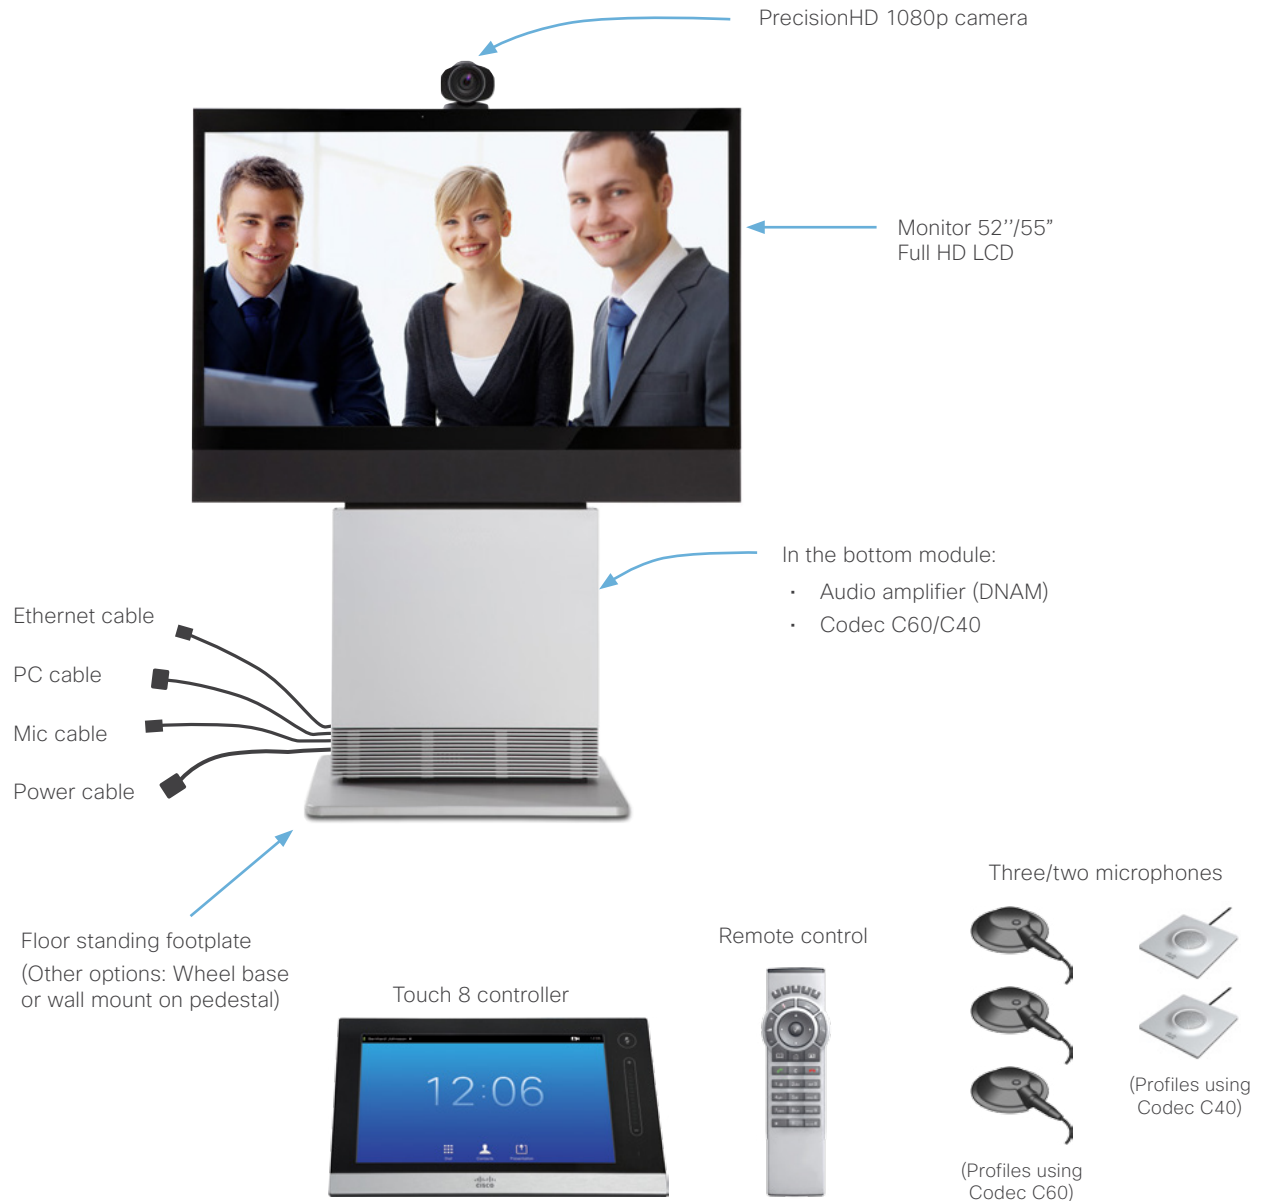 PrecisionHD 1080p camera
Monitor 52’’/55”
Full HD LCD
In the bottom module:
· Audio amplifier (DNAM)
· Codec C60/C40
Ethernet cable
PC cable
Mic cable
Power cable
Floor standing footplate
(Other options: Wheel base
or wall mount on pedestal)
Touch 8 controller
12:06
Contacts
Presentation
CISCO
Remote control
Three/two microphones
(Profiles using
Codec C40)
(Profiles using
Codec C60)